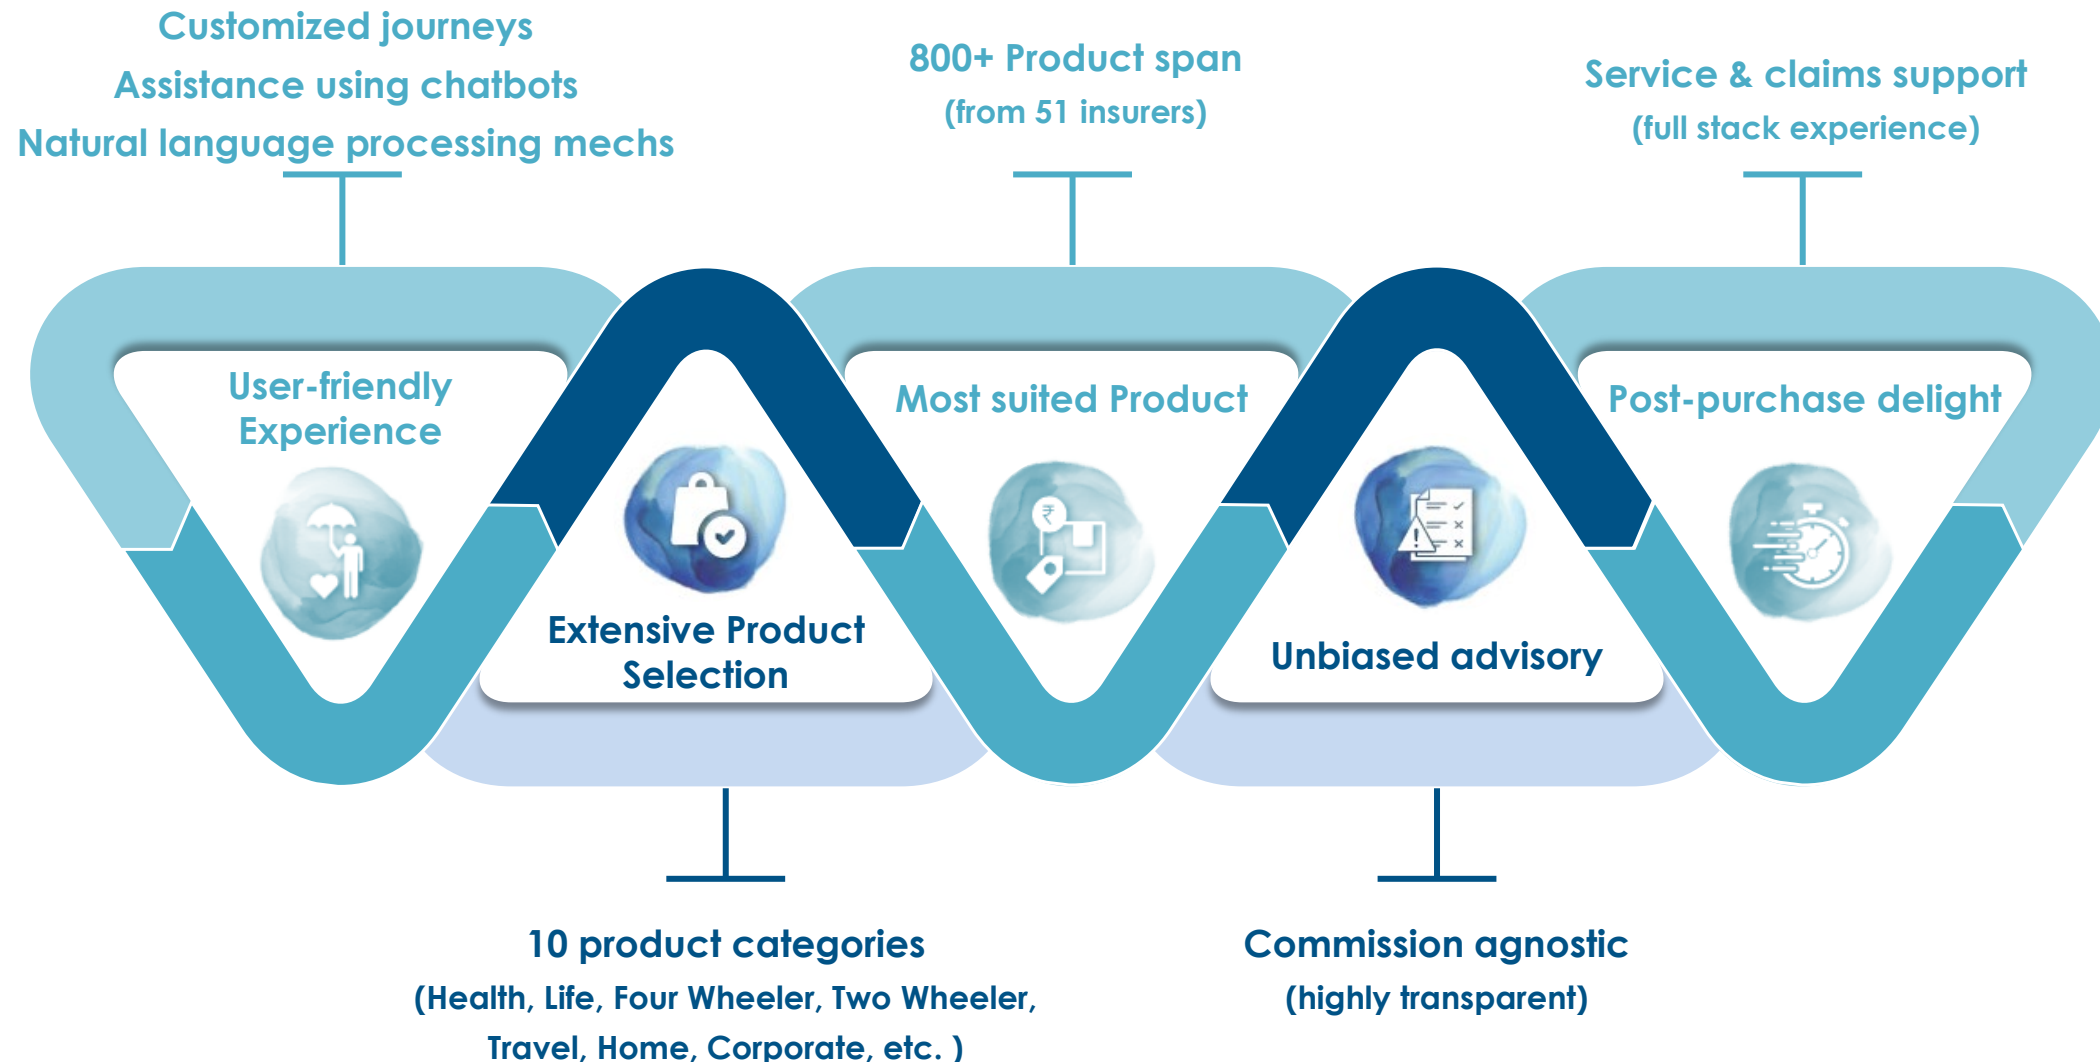 Customized journeys
Assistance using chatbots
Natural language processing mechs
800+ Product span
(from 51 insurers)
Service & claims support
(full stack experience)
User-friendly
Experience
Most suited Product
Post-purchase delight
₹
Extensive Product
Selection
Unbiased advisory
10 product categories
(Health, Life, Four Wheeler, Two Wheeler,
Travel, Home, Corporate, etc. )
Commission agnostic
(highly transparent)